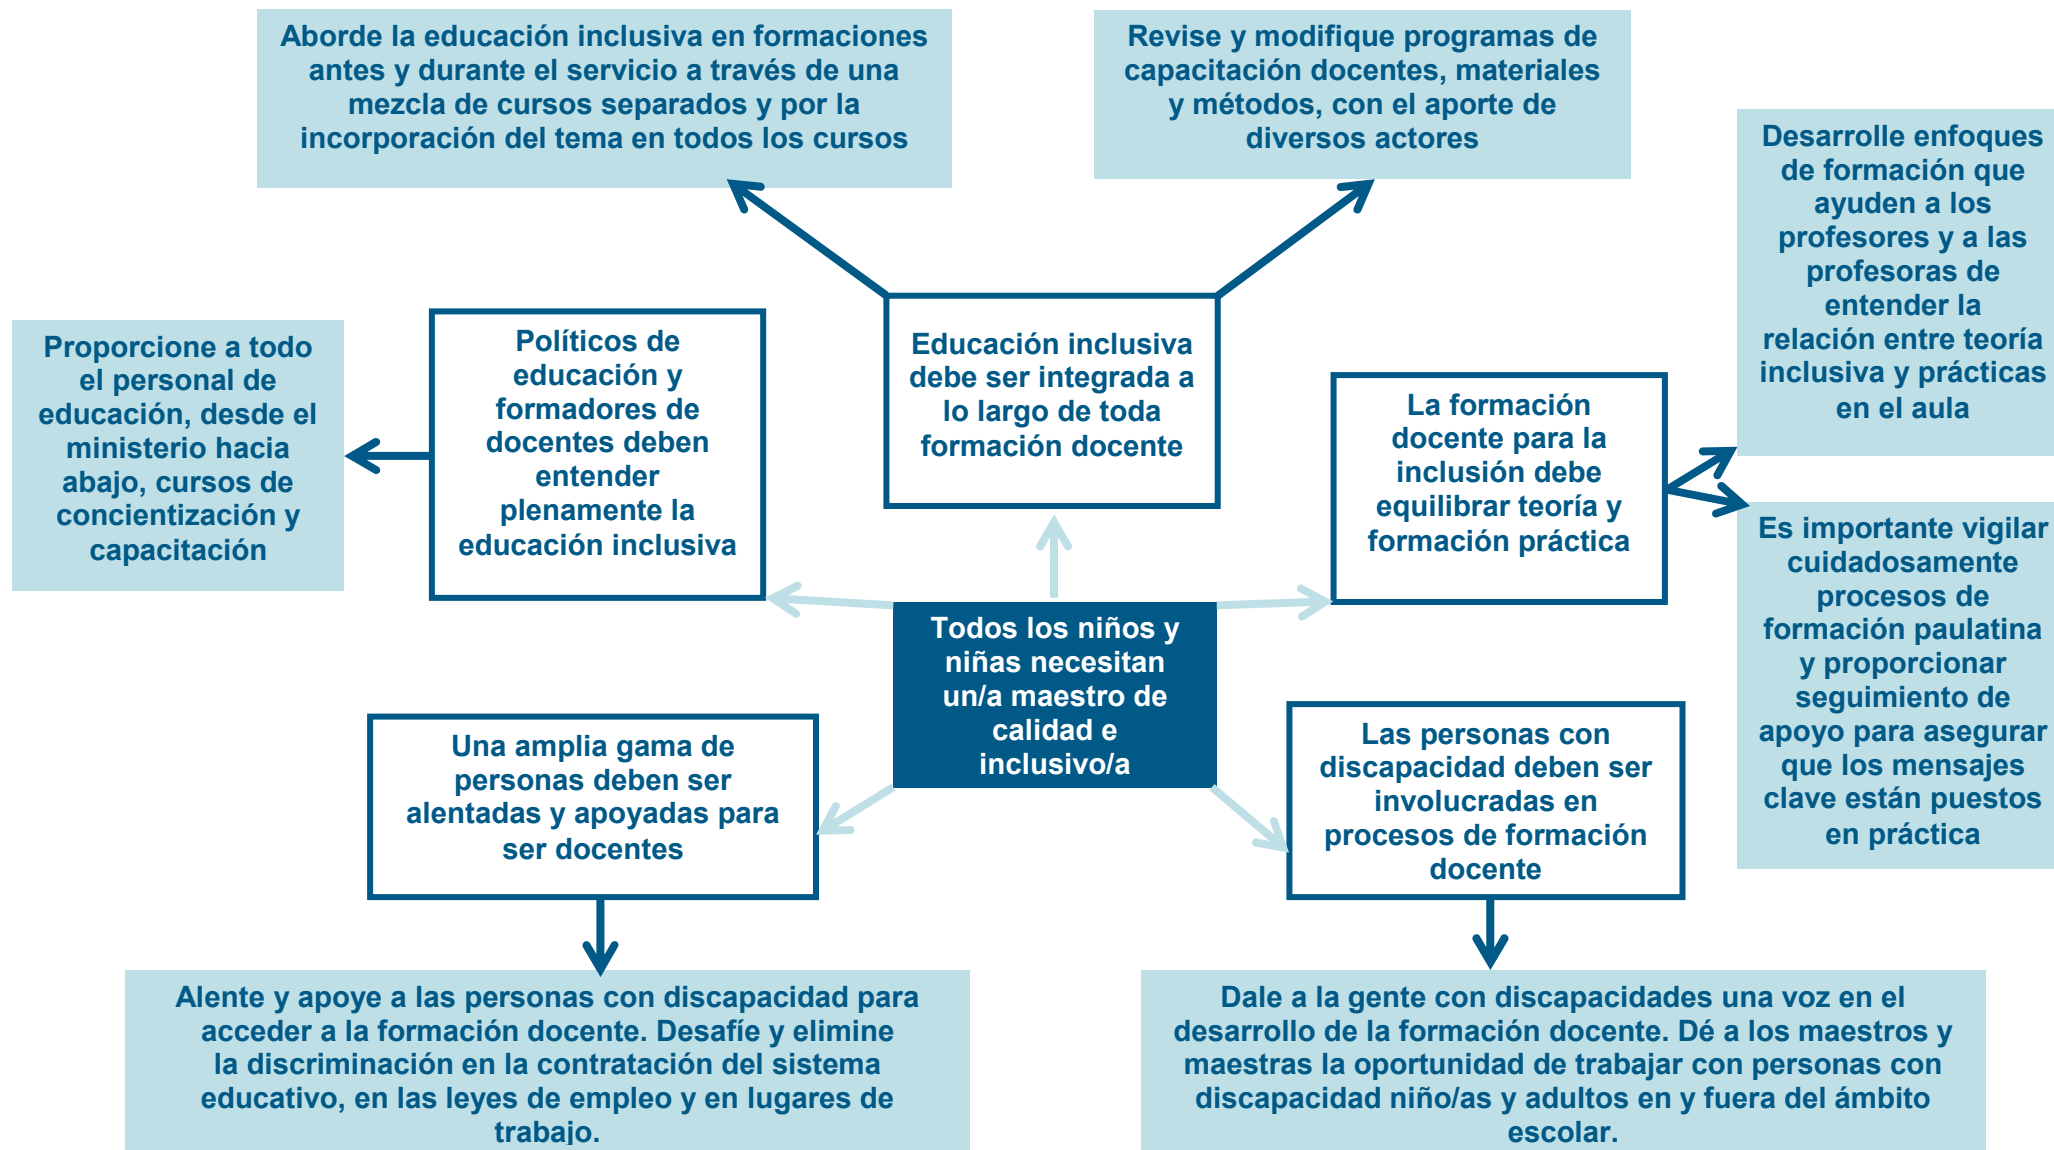 Aborde la educación inclusiva en formaciones
antes y durante el servicio a través de una
mezcla de cursos separados y por la
incorporación del tema en todos los cursos
Revise y modifique programas de
capacitación docentes, materiales
y métodos, con el aporte de
diversos actores
Desarrolle enfoques
de formación que
ayuden a los
profesores y a las
profesoras de
entender la
relación entre teoría
inclusiva y prácticas
en el aula
Proporcione a todo
el personal de
educación, desde el
ministerio hacia
abajo, cursos de
concientización y
capacitación
Políticos de
educación y
formadores de
docentes deben
entender
plenamente la
educación inclusiva
Educación inclusiva
debe ser integrada a
lo largo de toda
formación docente
La formación
docente para la
inclusión debe
equilibrar teoría y
formación práctica
Es importante vigilar
cuidadosamente
procesos de
formación paulatina
y proporcionar
seguimiento de
apoyo para asegurar
que los mensajes
clave están puestos
en práctica
Todos los niños y
niñas necesitan
un/a maestro de
calidad e
inclusivo/a
Una amplia gama de
personas deben ser
alentadas y apoyadas para
ser docentes
Las personas con
discapacidad deben ser
involucradas en
procesos de formación
docente
Alente y apoye a las personas con discapacidad para
acceder a la formación docente. Desafíe y elimine
la discriminación en la contratación del sistema
educativo, en las leyes de empleo y en lugares de
trabajo.
Dale a la gente con discapacidades una voz en el
desarrollo de la formación docente. Dé a los maestros y
maestras la oportunidad de trabajar con personas con
discapacidad niño/as y adultos en y fuera del ámbito
escolar.